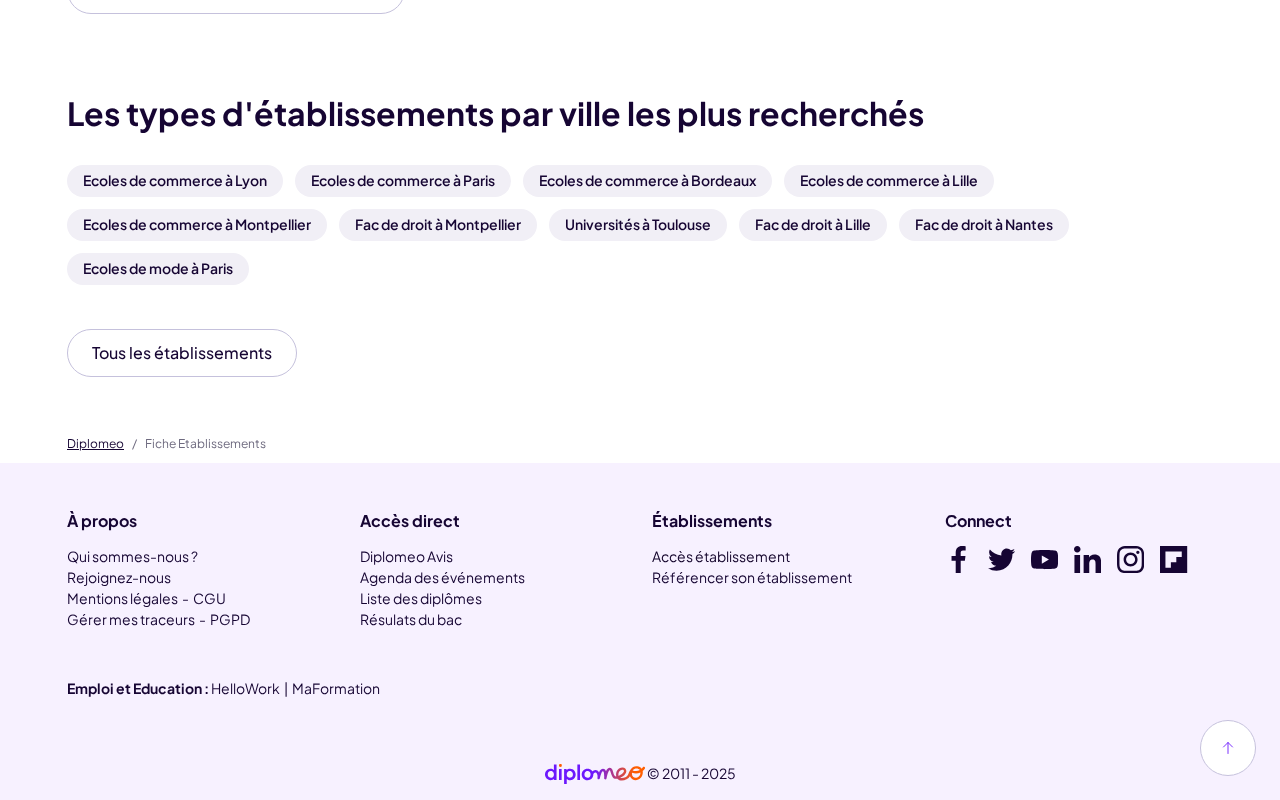 Les types d'établissements par ville les plus recherchés
Ecoles de commerce à Lyon Ecoles de commerce à Paris Ecoles de commerce à Bordeaux Ecoles de commerce à Lille
Ecoles de commerce à Montpellier Fac de droit à Montpellier Universités à Toulouse Fac de droit à Lille Fac de droit à Nantes
Ecoles de mode à Paris
Tous les établissements
Diplomeo / Fiche Etablissements
À propos
Qui sommes-nous ?
Rejoignez-nous
Mentions légales - CGU
Gérer mes traceurs - PGPD
Accès direct
Diplomeo Avis
Agenda des événements
Liste des diplômes
Résulats du bac
Établissements
Accès établissement
Référencer son établissement
Connect
Emploi et Education : HelloWork | MaFormation
diplomeo © 2011 - 2025